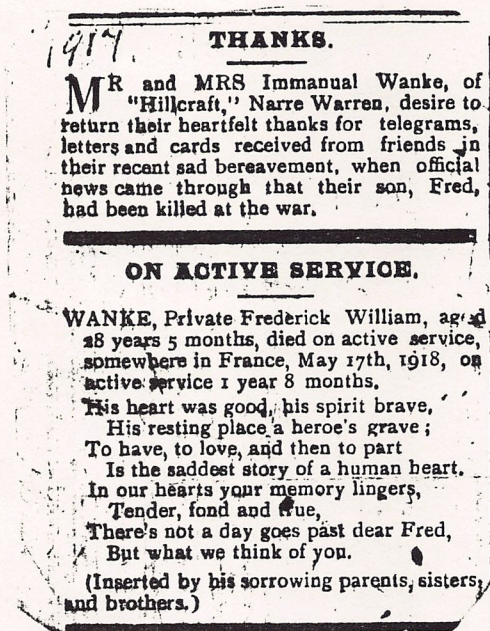 1917.
THANKS.
MR and MRS Immanual Wanke, of
"Hillcraft," Narre Warren, desire to
return their heartfelt thanks for telegrams,
letters and cards received from friends in
their recent sad bereavement, when official
news came through that their son, Fred,
had been killed at the war.
ON ACTIVE SERVICE.
WANKE, Private Frederick William, aged
28 years 5 months, died on active service,
somewhere in France, May 17th, 1918, on
active service 1 year 8 months.
His heart was good, his spirit brave,
His resting place a heroe's grave;
To have, to love, and then to part
Is the saddest story of a human heart.
In our hearts your memory lingers,
Tender, fond and true,
There's not a day goes past dear Fred,
But what we think of you.
(Inserted by his sorrowing parents, sisters
and brothers.)